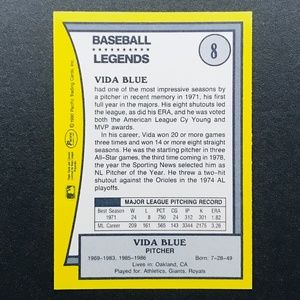 BASEBALL
LEGENDS
8
VIDA BLUE
had one of the most impressive seasons by
a pitcher in recent memory in 1971, his first
full year in the majors. His eight shutouts led
the league, as did his ERA, and he was voted
both the American League Cy Young and
MVP awards.
In his career, Vida won 20 or more games
three times and won 14 or more games six
more. He was the starting pitcher in three
All-Star games, the third time coming in 1978,
the year the Sporting News selected him as
NL Pitcher of the Year. He threw a two-hit
shutout against the Orioles in the 1974 AL
playoffs.
MAJOR LEAGUE PITCHING RECORD
Best Season W L PCT G IP SO ERA
1971 24 8 .750 24 312 301 1.82
ML Career 209 161 .565 143 3344 2175 3.26
VIDA BLUE
PITCHER
1969-1983, 1985-1986 Born: 7-28-49
Lives in: Oakland, CA
Played for: Athletics, Giants, Royals
Pacific Trading Cards, Inc.